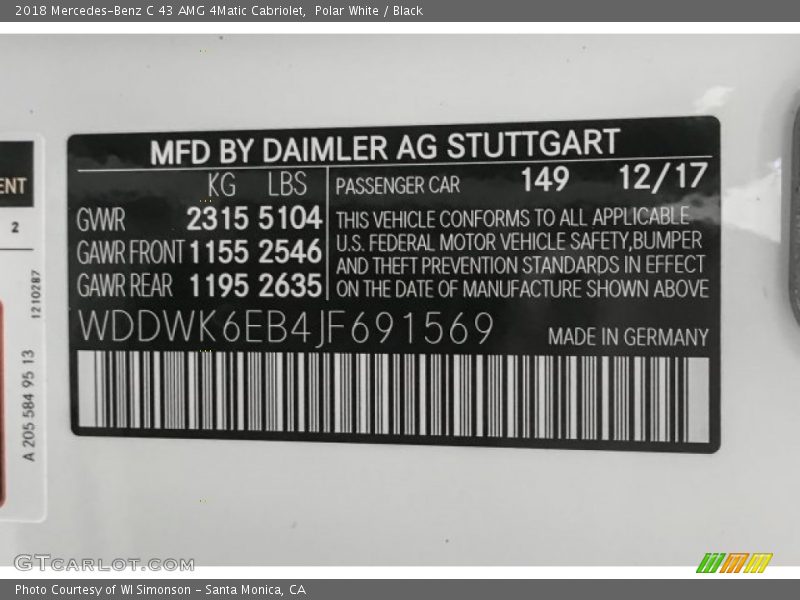 2018 Mercedes-Benz C 43 AMG 4Matic Cabriolet,  Polar White / Black
MFD BY DAIMLER AG STUTTGART
KG LBS
GWR 2315 5104
GAWR FRONT 1155 2546
GAWR REAR 1195 2635
PASSENGER CAR 149 12/17
THIS VEHICLE CONFORMS TO ALL APPLICABLE
U.S. FEDERAL MOTOR VEHICLE SAFETY,BUMPER
AND THEFT PREVENTION STANDARDS IN EFFECT
ON THE DATE OF MANUFACTURE SHOWN ABOVE
WDDWK6EB4JF691569 MADE IN GERMANY
ENT
2
1210287
A 205 584 95 13
GTCARLOT.COM
Photo Courtesy of WI Simonson - Santa Monica, CA